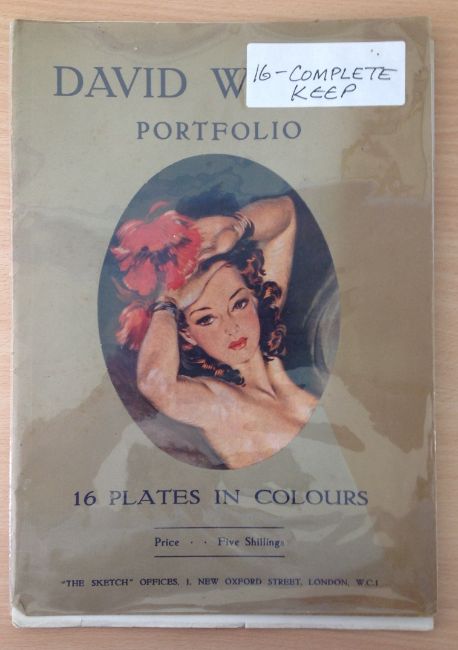 DAVID
16-COMPLETE
KEEP
PORTFOLIO
16 PLATES IN COLOURS
Price · · Five Shillings
"THE SKETCH" OFFICES, 1, NEW OXFORD STREET, LONDON, W.C.1